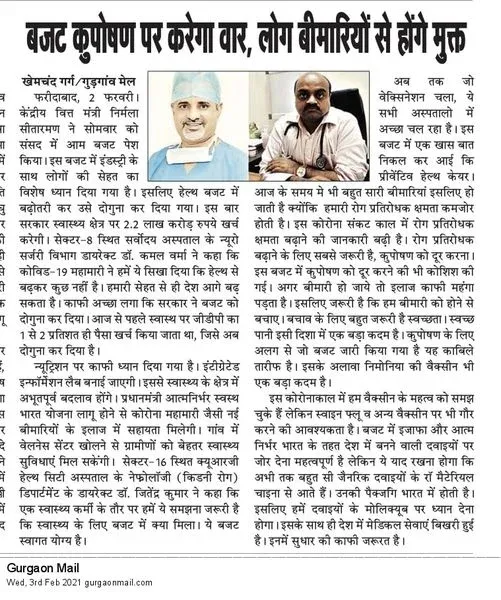 बजट कुपोषण पर करेगा वार, लोग बीमारियों से होंगे मुक्त
खेमचंद गर्ग/गुड़गांव मेल
फरीदाबाद, 2 फरवरी।
केंद्रीय वित्त मंत्री निर्मला
सीतारमण ने सोमवार को
संसद में आम बजट पेश
किया। इस बजट में इंडस्ट्री के
साथ लोगों की सेहत का
विशेष ध्यान दिया गया है। इसलिए हेल्थ बजट में
बढ़ोतरी कर उसे दोगुना कर दिया गया। इस बार
सरकार स्वास्थ्य क्षेत्र पर 2.2 लाख करोड़ रुपये खर्च
करेगी। सेक्टर-8 स्थित सर्वोदय अस्पताल के न्यूरो
सर्जरी विभाग डायरेक्ट डॉ. कमल वर्मा ने कहा कि
कोविड-19 महामारी ने हमें ये सिखा दिया कि हेल्थ से
बढ़कर कुछ नहीं है। हमारी सेहत से ही देश आगे बढ़
सकता है। काफी अच्छा लगा कि सरकार ने बजट को
दोगुना कर दिया। आज से पहले स्वास्थ पर जीडीपी का
1 से 2 प्रतिशत ही पैसा खर्च किया जाता था, जिसे अब
दोगुना कर दिया है।
न्यूट्रिशन पर काफी ध्यान दिया गया है। इंटीग्रेटेड
इन्फॉर्मेशन लैब बनाई जाएगी। इससे स्वास्थ्य के क्षेत्र में
अभूतपूर्व बदलाव होंगे। प्रधानमंत्री आत्मनिर्भर स्वस्थ
भारत योजना लागू होने से कोरोना महामारी जैसी नई
बीमारियों के इलाज में सहायता मिलेगी। गांव में
वेलनेस सेंटर खोलने से ग्रामीणों को बेहतर स्वास्थ्य
सुविधाएं मिल सकेंगी। सेक्टर-16 स्थित क्यूआरजी
हेल्थ सिटी अस्पताल के नेफ्रोलॉजी (किडनी रोग)
डिपार्टमेंट के डायरेक्टर डॉ. जितेंद्र कुमार ने कहा कि
एक स्वास्थ्य कर्मी के तौर पर हमें ये समझना जरूरी है
कि स्वास्थ्य के लिए बजट में क्या मिला। ये बजट
स्वागत योग्य है।
अब तक जो
वेक्सिनेशन चला, ये
सभी अस्पतालो में
अच्छा चल रहा है। इस
बजट में एक खास बात
निकल कर आई कि
प्रीवेंटिव हेल्थ केयर।
आज के समय मे भी बहुत सारी बीमारियां इसलिए हो
जाती है क्योंकि हमारी रोग प्रतिरोधक क्षमता कमजोर
होती है। इस कोरोना संकट काल में रोग प्रतिरोधक
क्षमता बढ़ाने की जानकारी बढ़ी है। रोग प्रतिरोधक
बढ़ाने के लिए सबसे जरूरी है, कुपोषण को दूर करना।
इस बजट में कुपोषण को दूर करने की भी कोशिश की
गई। अगर बीमारी हो जाये तो इलाज काफी महंगा
पड़ता है। इसलिए जरूरी है कि हम बीमारी को होने से
बचाए। बचाव के लिए बहुत जरूरी है स्वच्छता। स्वच्छ
पानी इसी दिशा में एक बड़ा कदम है। कुपोषण के लिए
अलग से जो बजट जारी किया गया है यह काबिले
तारीफ है। इसके अलावा निमोनिया की वैक्सीन भी
एक बड़ा कदम है।
इस कोरोनाकाल में हम वैक्सीन के महत्व को समझ
चुके हैं लेकिन स्वाइन फ्लू व अन्य वैक्सीन पर भी गौर
करने की आवश्यकता है। बजट में इजाफा और आत्म
निर्भर भारत के तहत देश में बनने वाली दवाइयों पर
जोर देना महत्वपूर्ण है लेकिन ये याद रखना होगा कि
अभी तक बहुत सी जैनरिक दवाइयों के रॉ मैटेरियल
चाइना से आते हैं। उनकी पैकजिंग भारत में होती है।
इसलिए हमें दवाइयों के मोलिक्यूब पर ध्यान देना
होगा। इसके साथ ही देश में मेडिकल सेवाएं बिखरी हुई
है। इनमें सुधार की काफी जरूरत है।
Gurgaon Mail
Wed, 3rd Feb 2021 gurgaonmail.com